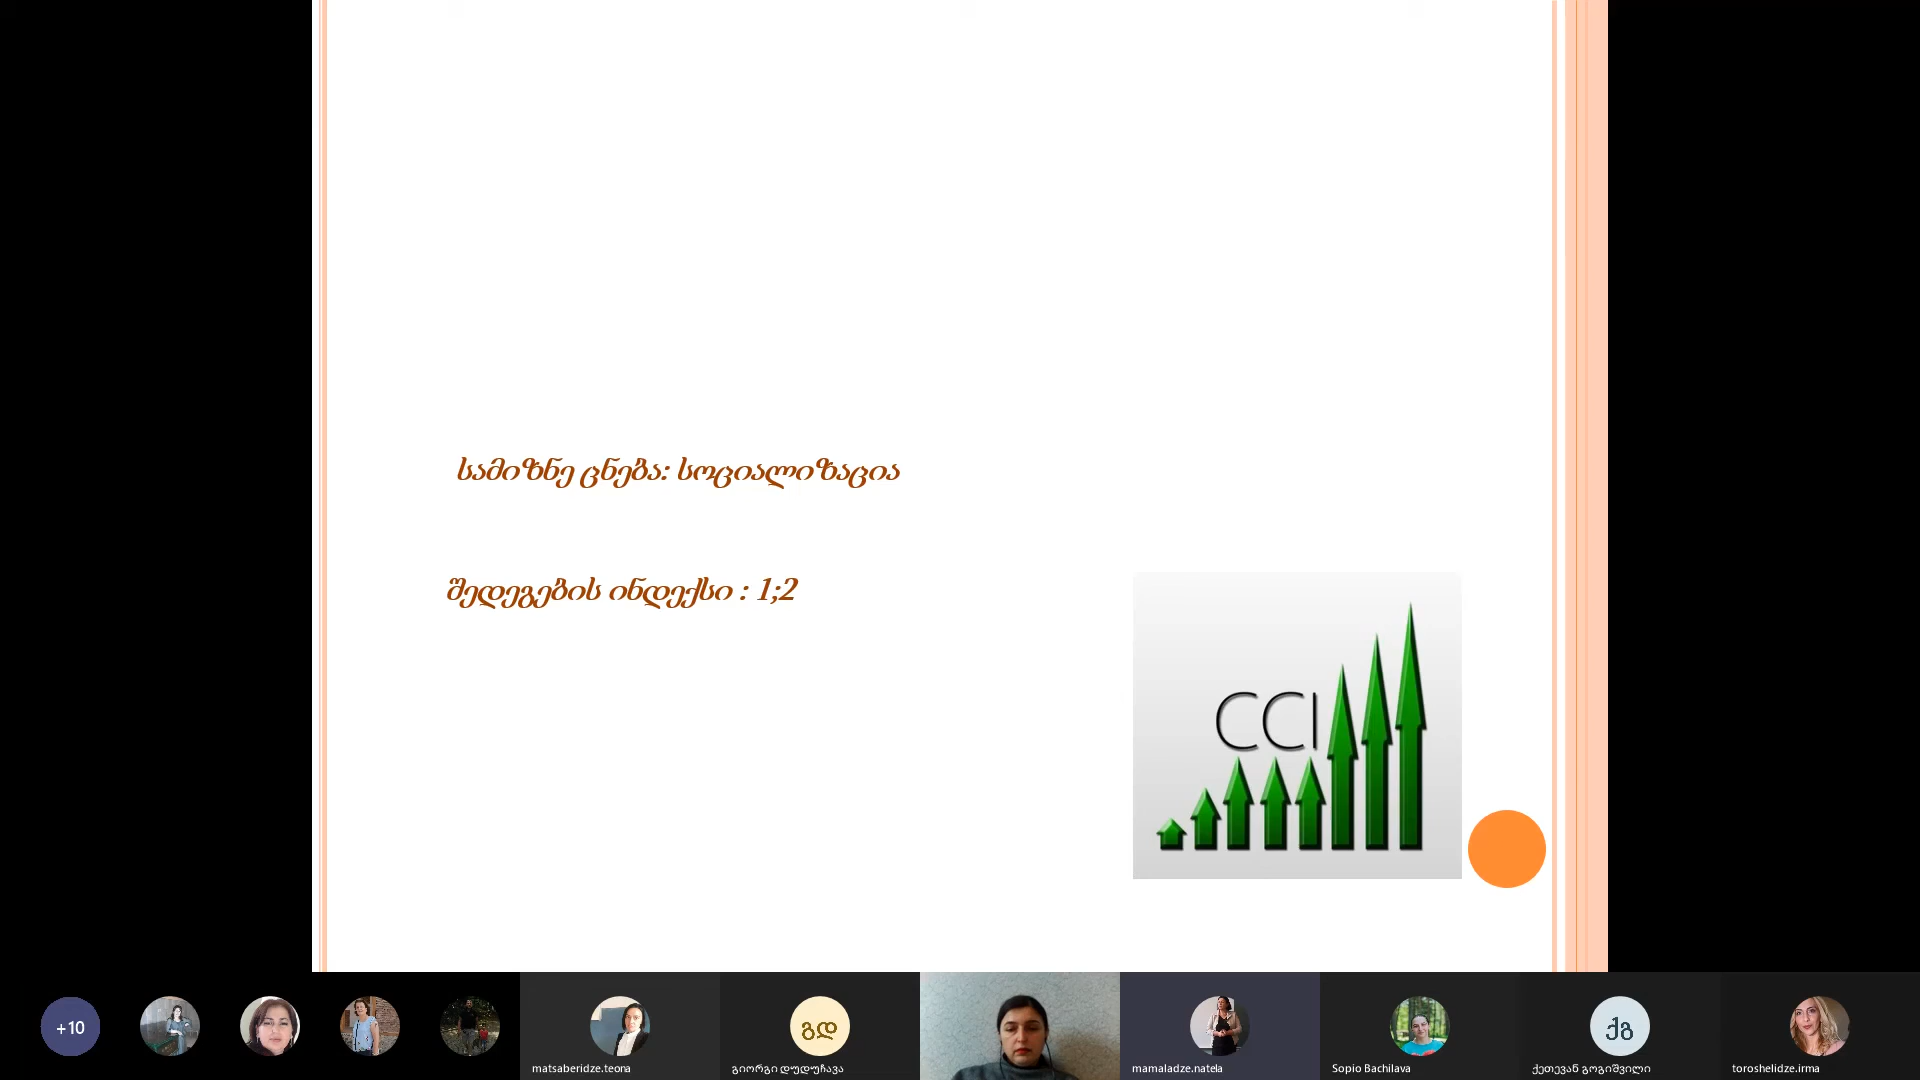 სამიზნე ცნება: სოციალიზაცია
შედეგების ინდექსი : 1;2
CCI
+10
matsaberidze.teona
გდ
გიორგი დუდუჩავა
mamaladze.natela
Sopio Bachilava
ქგ
ქეთევან გოგიშვილი
toroshelidze.irma